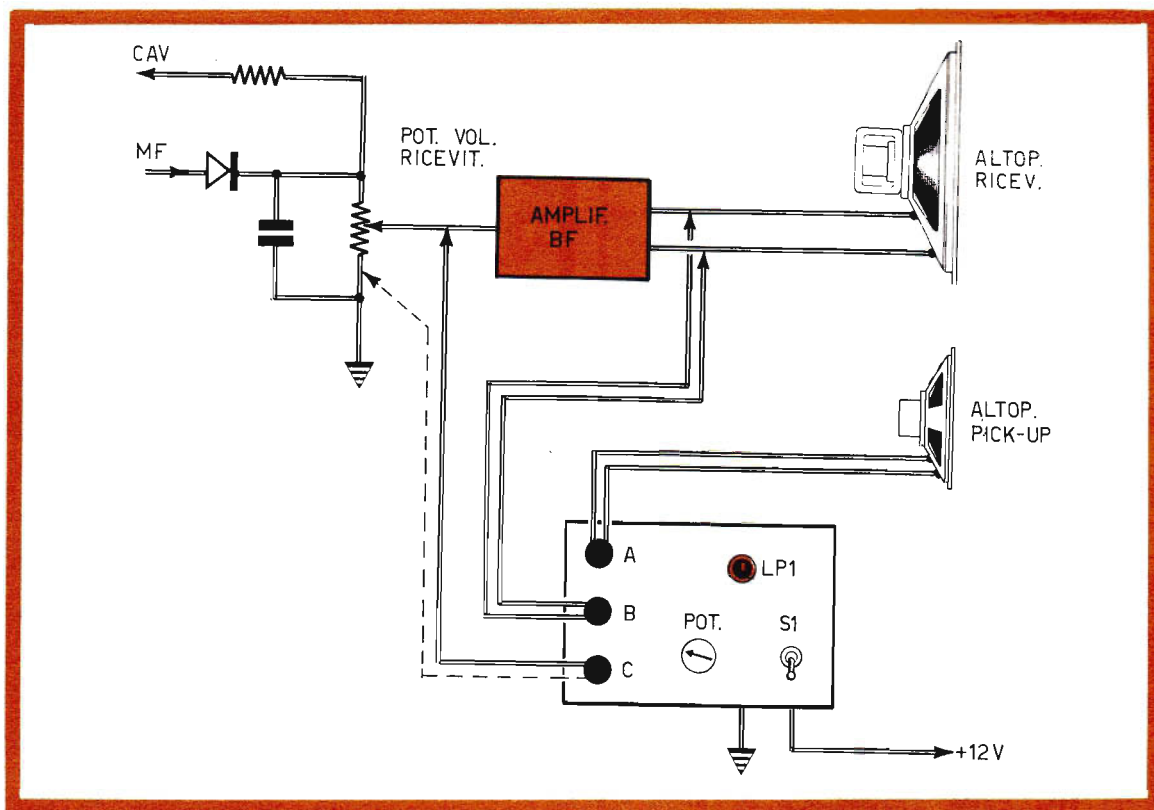 CAV
MF
POT. VOL.
RICEVIT.
AMPLIF.
BF
ALTOP.
RICEV.
ALTOP.
PICK-UP
A
LP1
B
POT.
S1
C
+12V